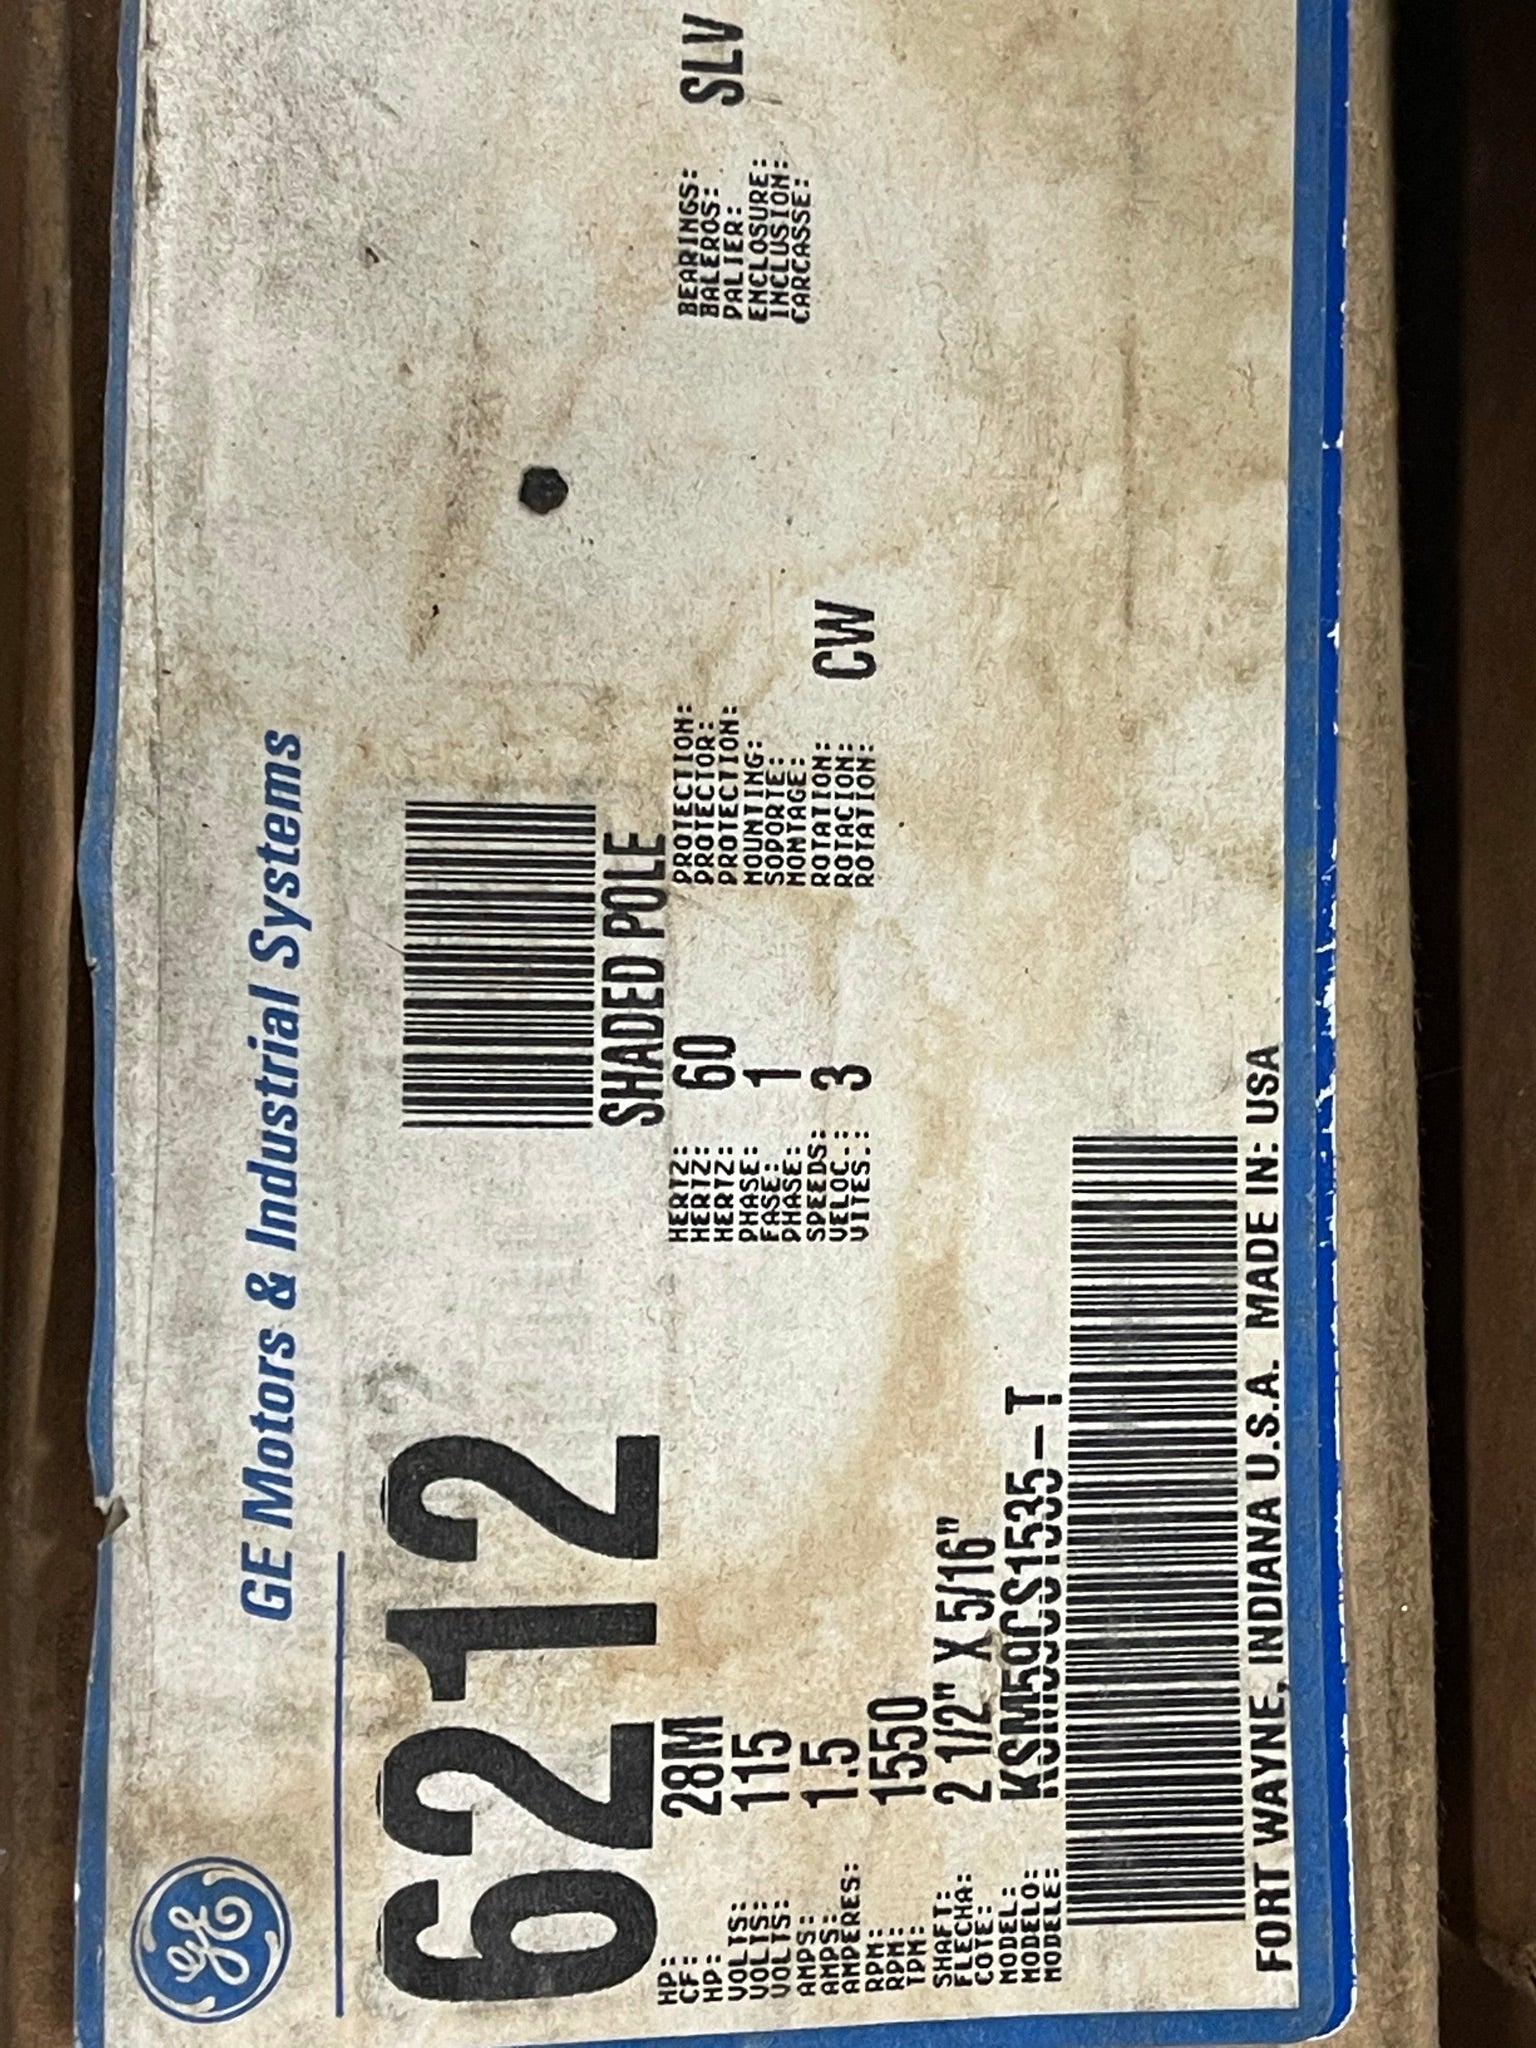 GE
GE Motors & Industrial Systems
6212
SHADED POLE
HP:
CF:
HP:
28M
VOLTS:
VOLTS:
VOLTS:
115
AMPS:
AMPS:
AMPERES:
1.5
RPM:
RPM:
TPM:
1550
SHAFT:
FLECHA:
COTE:
2 1/2" X 5/16"
MODEL:
MODELO:
MODELE:
KSM59CS1535-T
HERTZ:
HERTZ:
HERTZ:
60
PHASE:
FASE:
PHASE:
1
SPEEDS:
VELOC.:
VITES.:
3
PROTECTION:
PROTECTOR:
PROTECTION:
MOUNTING:
SOPORTE:
MONTAGE:
ROTATION:
ROTACION:
ROTATION:
CW
BEARINGS:
BALEROS:
PALIER:
SLV
ENCLOSURE:
INCLUSION:
CARCASSE:
FORT WAYNE, INDIANA U.S.A. MADE IN: USA